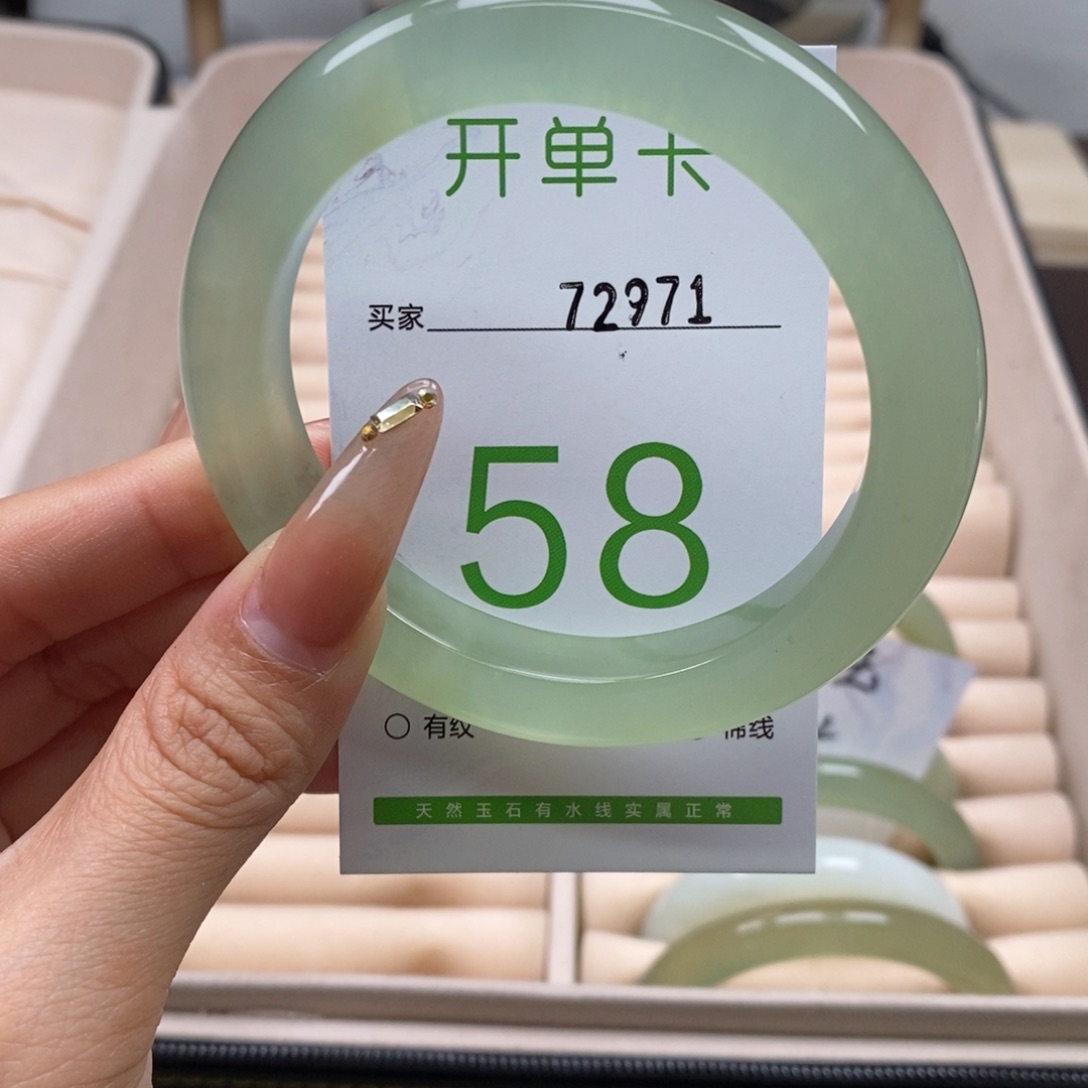 开单卡
买家 72971
58
有纹 棉线
天然玉石有水线实属正常